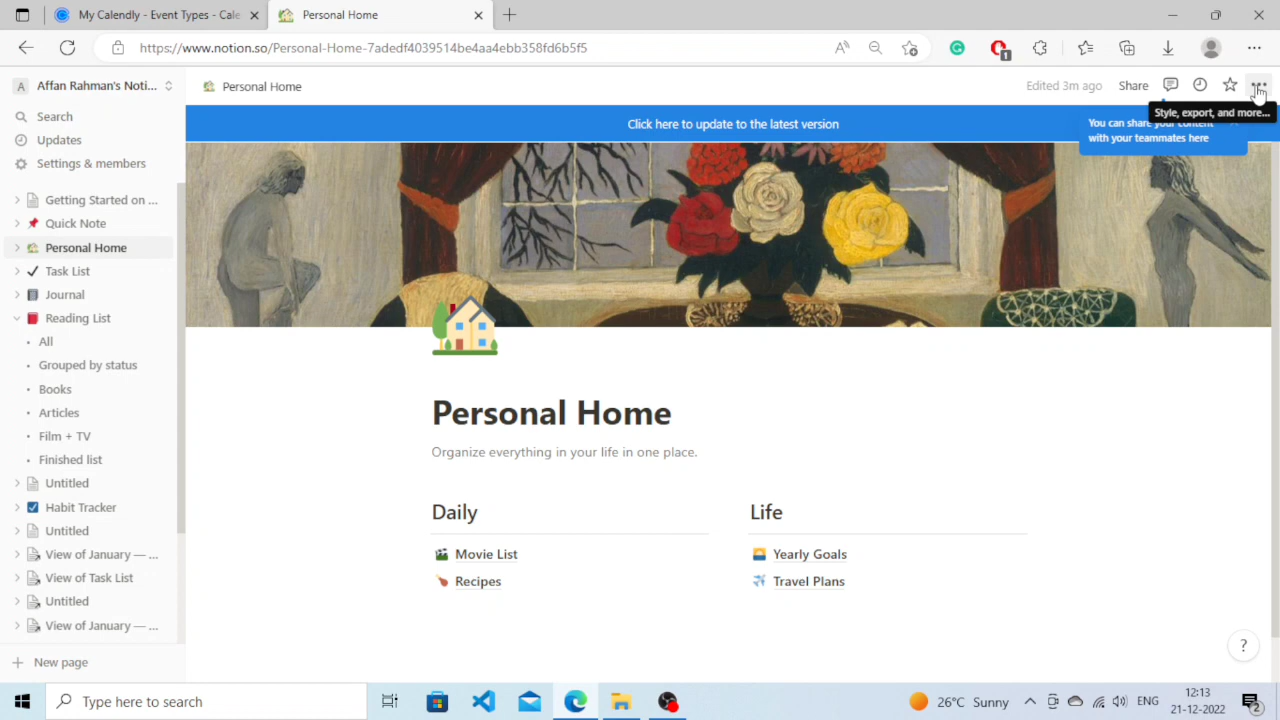 My Calendly - Event Types - Cale
Personal Home
https://www.notion.so/Personal-Home-7adedf4039514be4aa4ebb358fd6b5f5
1
A Affan Rahman's Noti...
Personal Home
Edited 3m ago
Share
Style, export, and more...
Click here to update to the latest version
You can share your content
with your teammates here
Search
Updates
Settings & members
Getting Started on ...
Quick Note
Personal Home
Task List
Journal
Reading List
All
Grouped by status
Books
Articles
Film + TV
Finished list
Untitled
Habit Tracker
Untitled
View of January — ...
View of Task List
Untitled
View of January — ...
New page
Personal Home
Organize everything in your life in one place.
Daily
Movie List
Recipes
Life
Yearly Goals
Travel Plans
?
Type here to search
26°C Sunny
ENG
12:13
21-12-2022
2